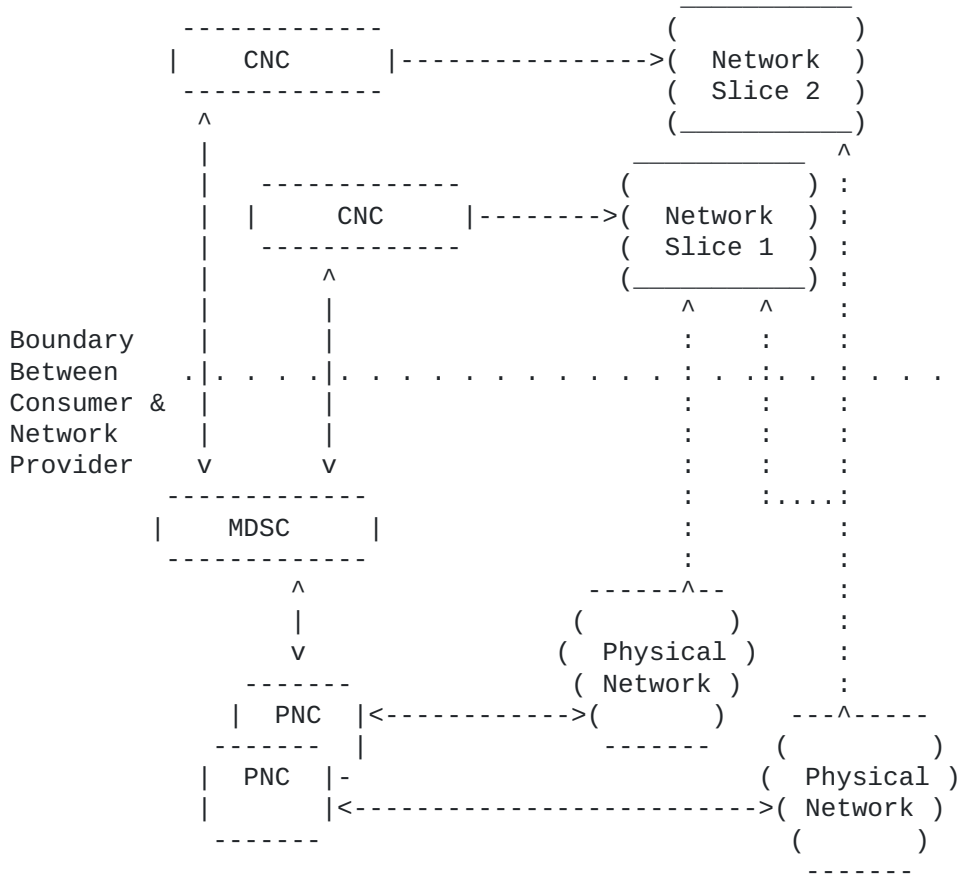 CNC
Network
Slice 2
CNC
Network
Slice 1
Boundary
Between
Consumer &
Network
Provider
MDSC
Physical
Network
PNC
PNC
Physical
Network